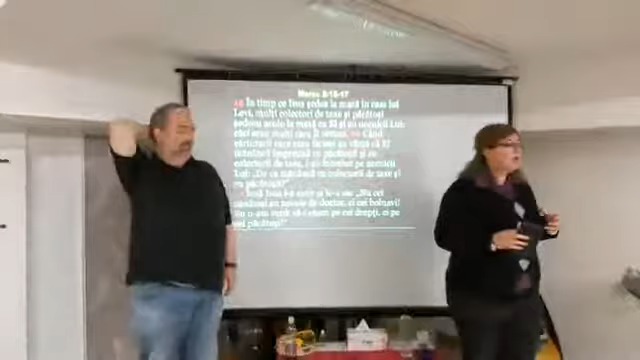 Marcu 2:15-17
15 În timp ce Isus ședea la masă în casa lui
Levi, mulți colectori de taxe și păcătoși
ședeau acolo la masă cu El și cu ucenicii Lui;
căci erau mulți care Îl urmau. 16 Când
cărturarii care erau farisei au văzut că El
mănâncă împreună cu păcătoșii și cu
colectorii de taxe, i-au întrebat pe ucenicii
Lui: „De ce mănâncă cu colectorii de taxe și
cu păcătoșii?”
Însă Isus i-a auzit și le-a zis: „Nu cei
sănătoși au nevoie de doctor, ci cei bolnavi!
Eu n-am venit să-i chem pe cei drepți, ci pe
cei păcătoși!”